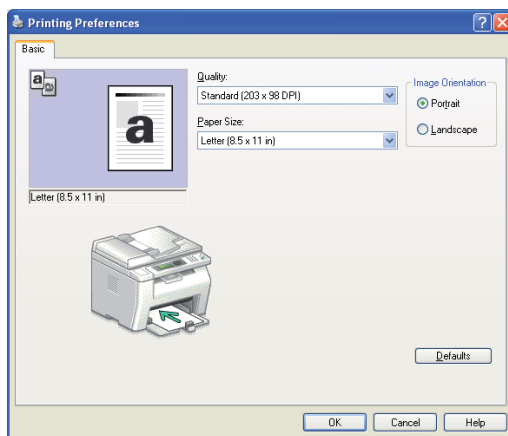 Printing Preferences
Basic
a
a
a
Letter (8.5 x 11 in)
Quality:
Standard (203 x 98 DPI)
Paper Size:
Letter (8.5 x 11 in)
Image Orientation
Portrait
Landscape
Defaults
OK Cancel Help